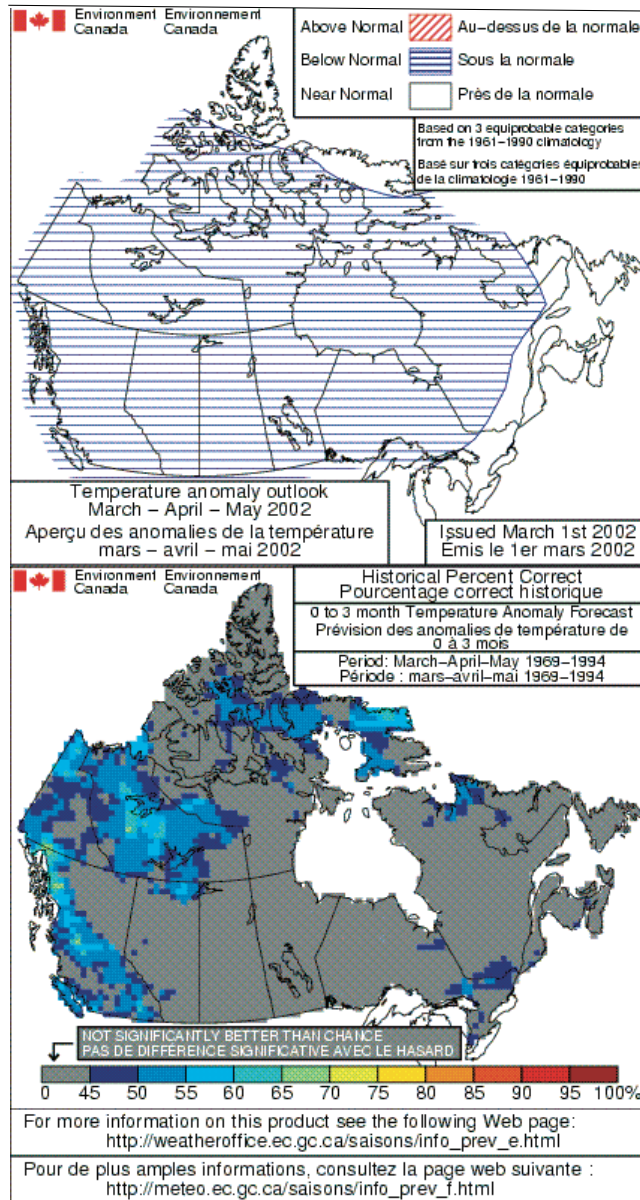 Environment Environnement
Canada Canada
Above Normal Au-dessus de la normale
Below Normal Sous la normale
Near Normal Près de la normale
Based on 3 equiprobable categories
from the 1961-1990 climatology
Basé sur trois catégories équiprobables
de la climatologie 1961-1990
Temperature anomaly outlook
March - April - May 2002
Aperçu des anomalies de la température
mars - avril - mai 2002
Issued March 1st 2002
Émis le 1er mars 2002
Environment Environnement
Canada Canada
Historical Percent Correct
Pourcentage correct historique
0 to 3 month Temperature Anomaly Forecast
Prévision des anomalies de température de
0 à 3 mois
Period: March-April-May 1969-1994
Période : mars-avril-mai 1969-1994
NOT SIGNIFICANTLY BETTER THAN CHANCE
PAS DE DIFFÉRENCE SIGNIFICATIVE AVEC LE HASARD
0 45 50 55 60 65 70 75 80 85 90 95 100%
For more information on this product see the following Web page:
http://weatheroffice.ec.gc.ca/saisons/info_prev_e.html
Pour de plus amples informations, consultez la page web suivante :
http://meteo.ec.gc.ca/saisons/info_prev_f.html